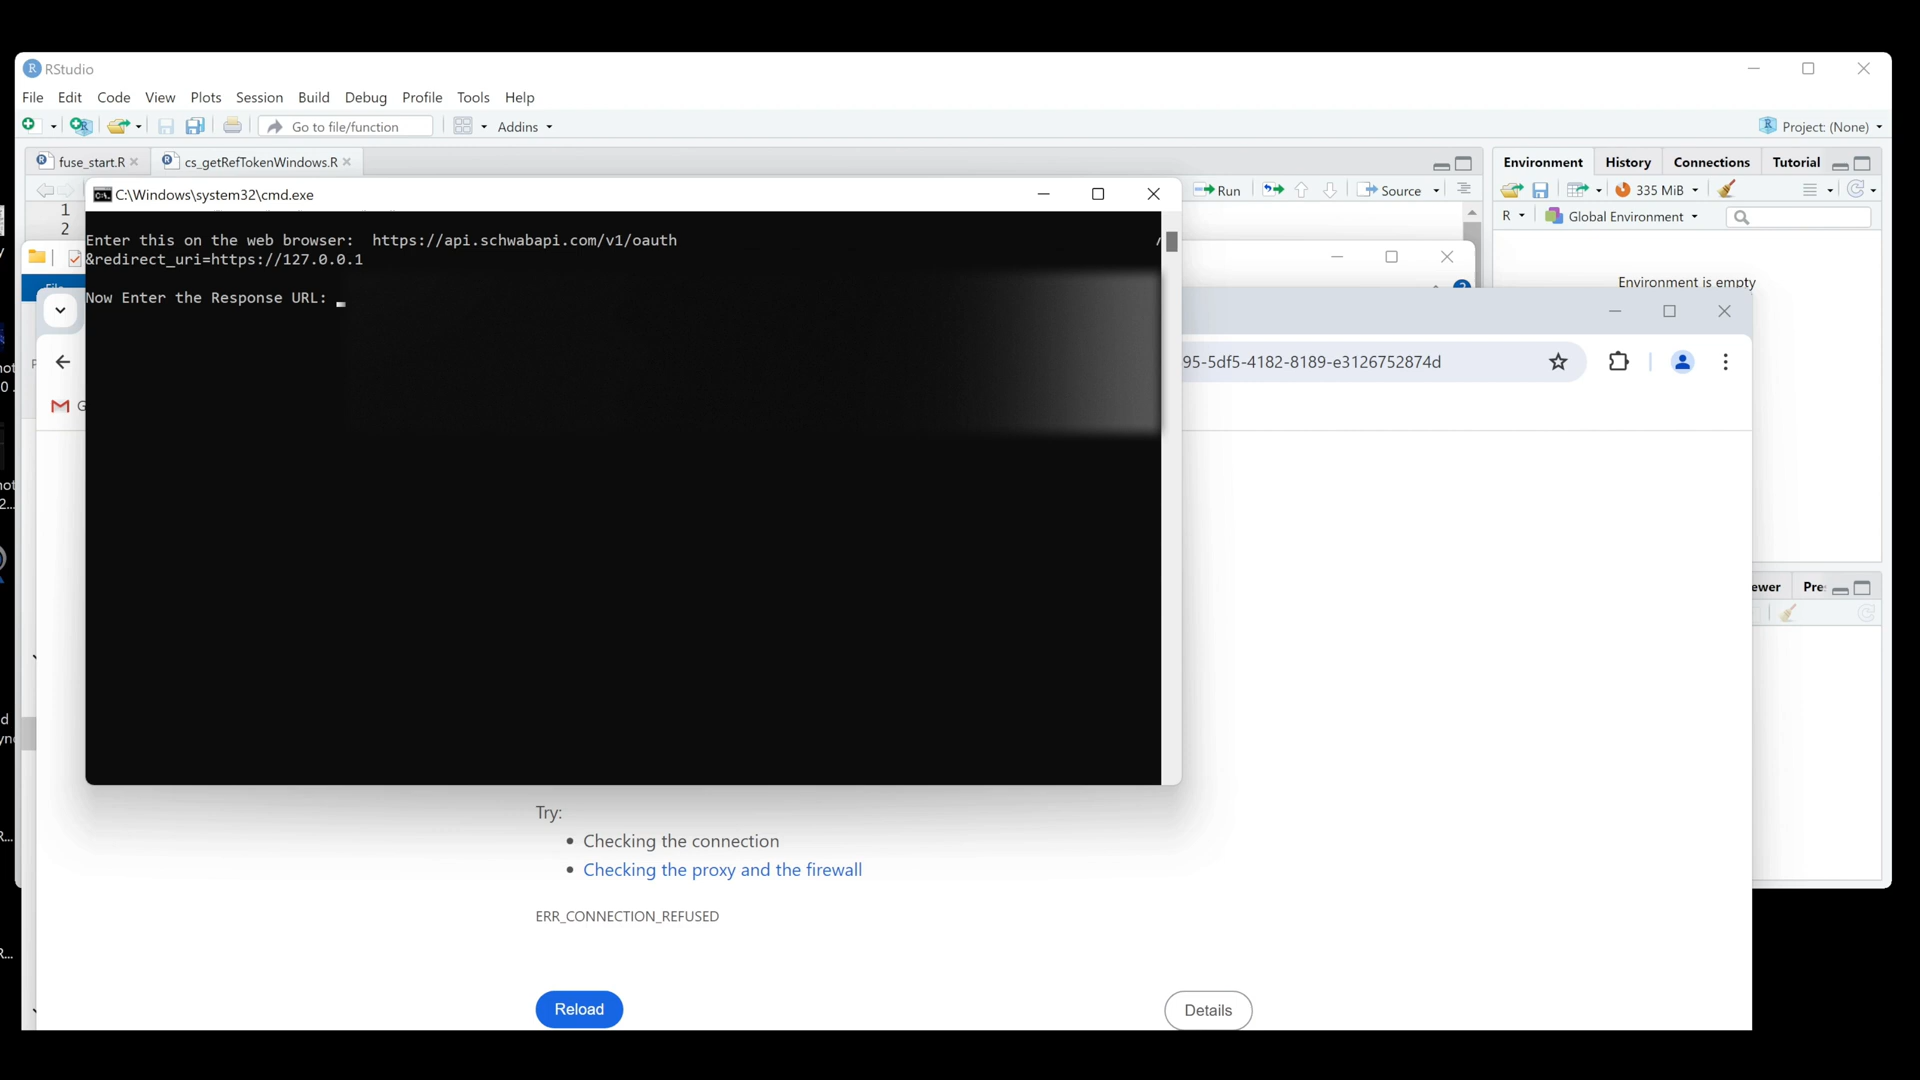 RStudio
File Edit Code View Plots Session Build Debug Profile Tools Help
Go to file/function Addins Project: (None)
fuse_start.R cs_getRefTokenWindows.R Environment History Connections Tutorial
C:\Windows\system32\cmd.exe Run Source 335 MiB
1
2
R Global Environment
Enter this on the web browser:  https://api.schwabapi.com/v1/oauth
&redirect_uri=https://127.0.0.1
Environment is empty
Now Enter the Response URL:
95-5df5-4182-8189-e3126752874d
ewer
Try:
Checking the connection
Checking the proxy and the firewall
ERR_CONNECTION_REFUSED
Reload Details